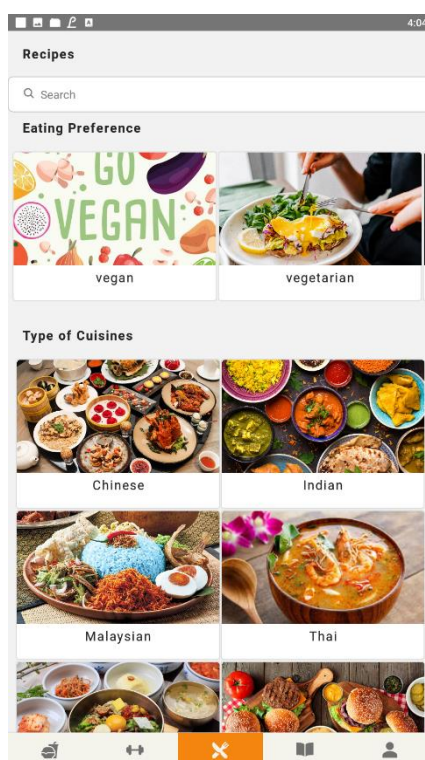 4:04
Recipes
Search
Eating Preference
GO
VEGAN
vegan
vegetarian
Type of Cuisines
Chinese
Indian
Malaysian
Thai